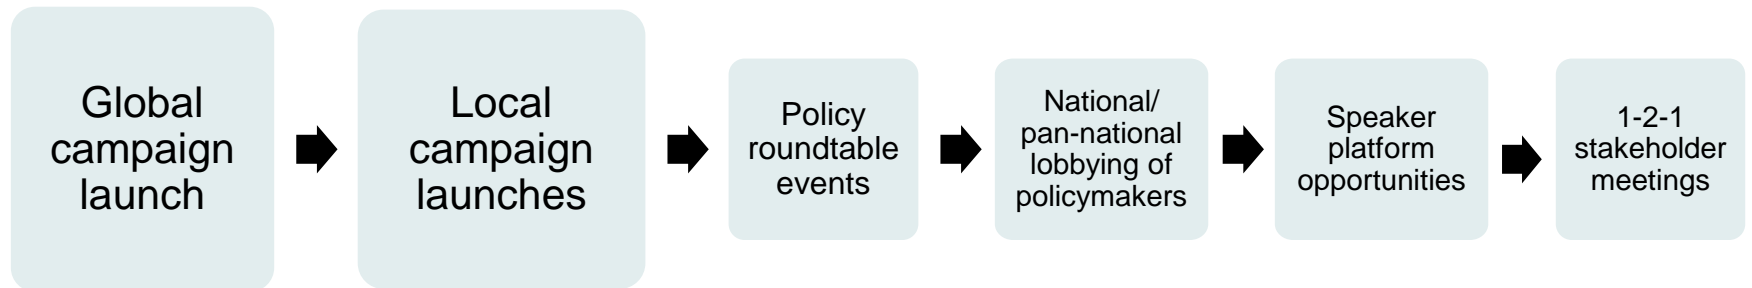 Global
campaign
launch
Local
campaign
launches
Policy
roundtable
events
National/
pan-national
lobbying of
policymakers
Speaker
platform
opportunities
1-2-1
stakeholder
meetings